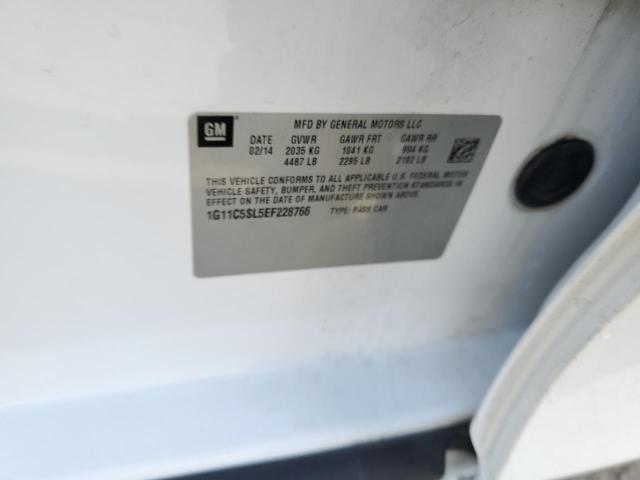 GM
MFD BY GENERAL MOTORS LLC
DATE GVWR GAWR FRT GAWR RR
02/14 2035 KG 1041 KG 994 KG
4487 LB 2295 LB 2192 LB
THIS VEHICLE CONFORMS TO ALL APPLICABLE U.S. FEDERAL MOTOR
VEHICLE SAFETY, BUMPER, AND THEFT PREVENTION STANDARDS IN
EFFECT ON THE DATE OF MANUFACTURE SHOWN ABOVE.
1G11C5SL5EF228766 TYPE: PASS CAR